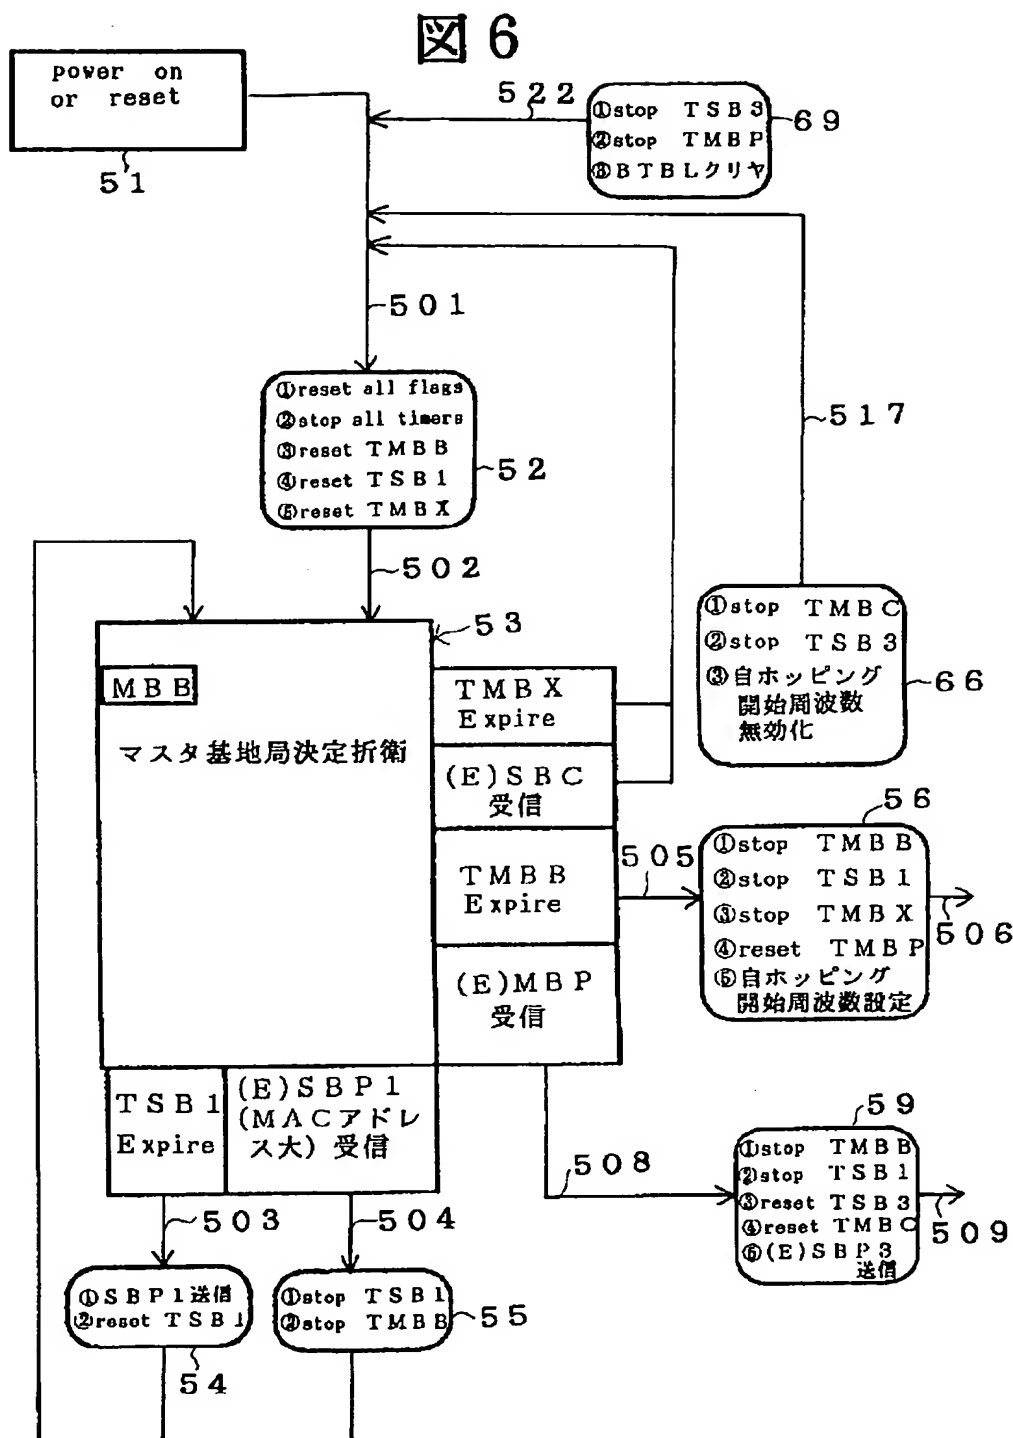 図6
power on
or reset
51
522
①stop TSB3
②stop TMBP
③BTBLクリヤ
69
501
①reset all flags
②stop all timers
③reset TMBB
④reset TSB1
⑤reset TMBX
52
517
502
53
MBB
マスタ基地局決定折衛
TMBX
Expire
(E)SBC
受信
TMBB
Expire
(E)MBP
受信
①stop TMBC
②stop TSB3
③自ホッピング
開始周波数
無効化
66
505
56
①stop TMBB
②stop TSB1
③stop TMBX
④reset TMBP
⑤自ホッピング
開始周波数設定
506
TSB1
Expire
(E)SBP1
(MACアドレ
ス大)受信
508
59
①stop TMBB
②stop TSB1
③reset TSB3
④reset TMBC
⑤(E)SBP3
送信
509
503
504
①SBP1送信
②reset TSB1
54
①stop TSB1
②stop TMBB
55